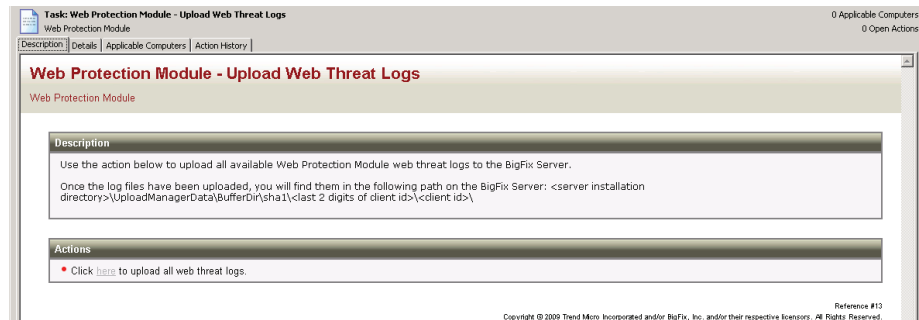 Task: Web Protection Module - Upload Web Threat Logs
0 Applicable Computers
Web Protection Module
0 Open Actions
Description
Details
Applicable Computers
Action History
Web Protection Module - Upload Web Threat Logs
Web Protection Module
Description
Use the action below to upload all available Web Protection Module web threat logs to the BigFix Server.
Once the log files have been uploaded, you will find them in the following path on the BigFix Server: <server installation
directory>\UploadManagerData\BufferDir\sha1\<last 2 digits of client id>\<client id>\
Actions
Click here to upload all web threat logs.
Reference #13
Copyright © 2009 Trend Micro Incorporated and/or BigFix, Inc. and/or their respective licensors. All Rights Reserved.